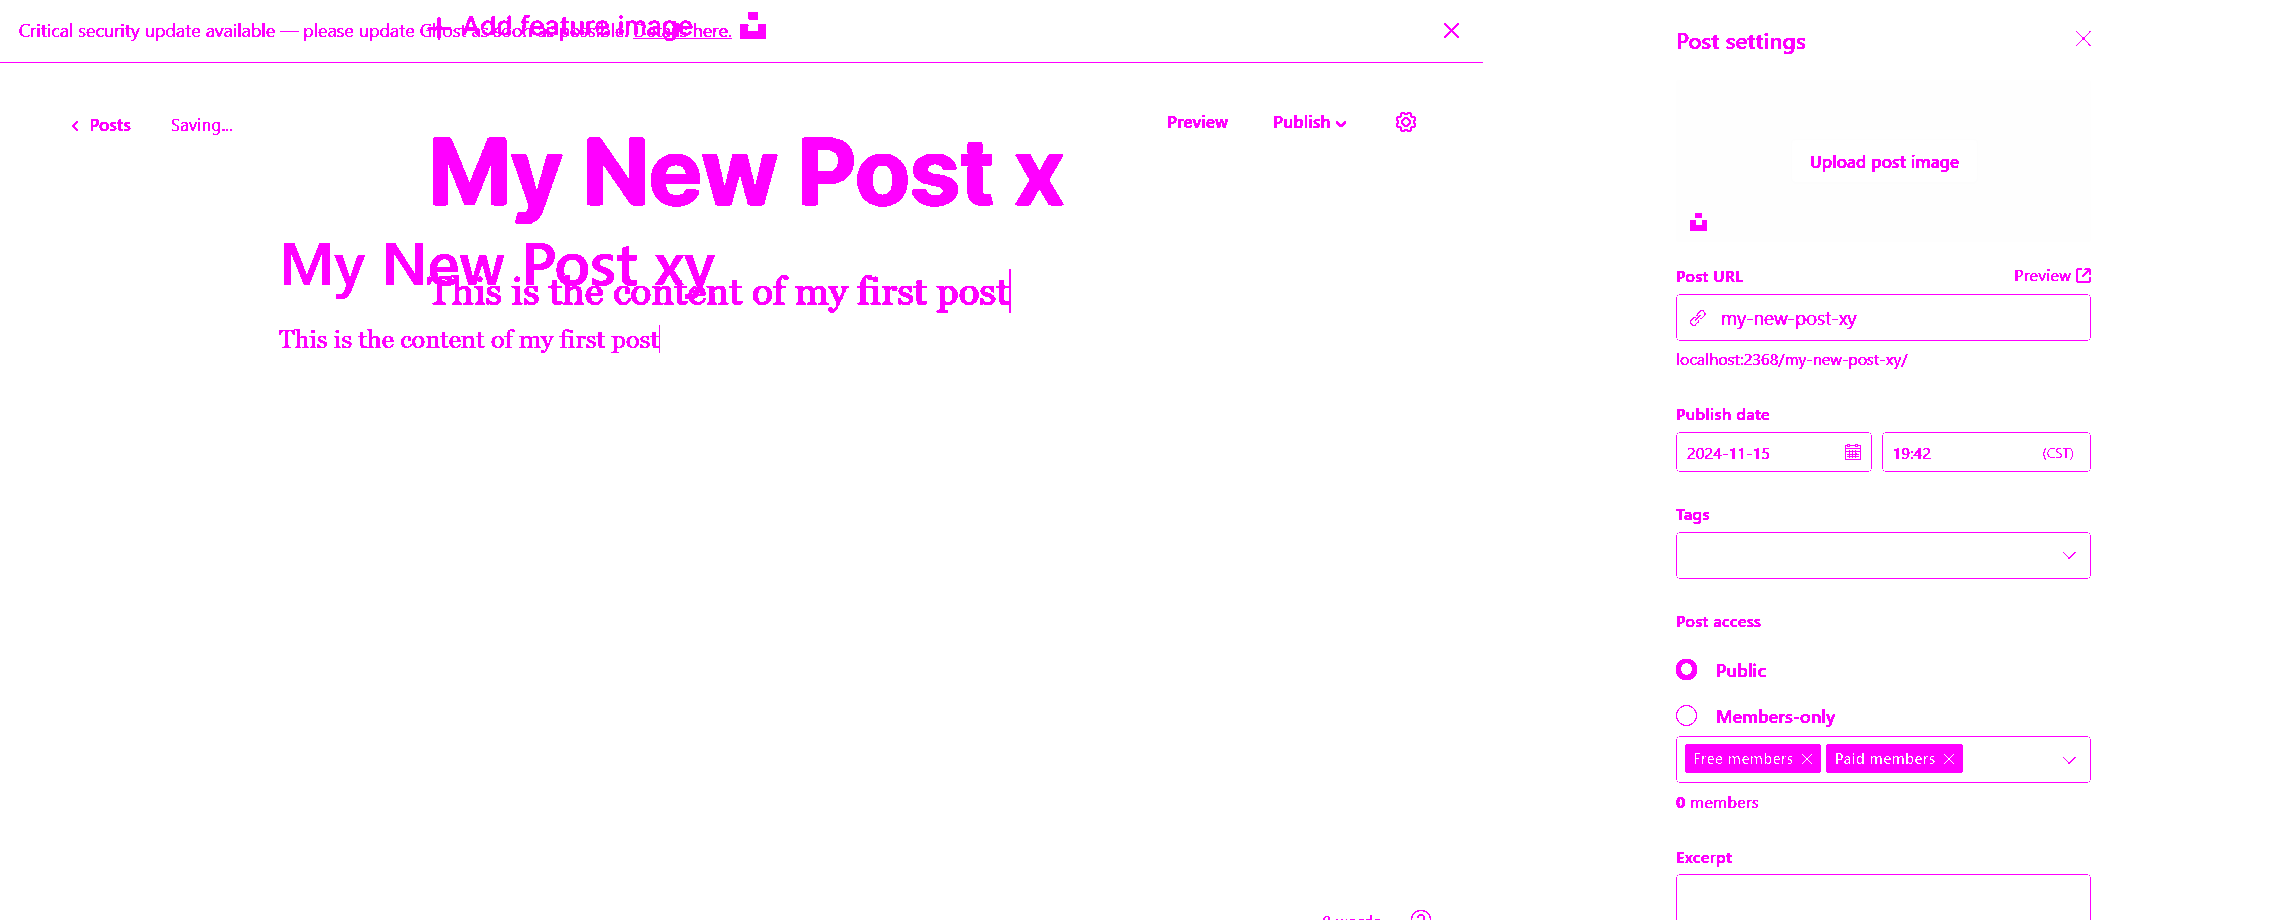 Critical security update available — please update Ghost as soon as possible. Details here.
+ Add feature image
Posts
Saving...
Preview
Publish
My New Post x
My New Post xy
This is the content of my first post
This is the content of my first post
Post settings
Upload post image
Post URL
Preview
my-new-post-xy
localhost:2368/my-new-post-xy/
Publish date
2024-11-15
19:42
(CST)
Tags
Post access
Public
Members-only
Free members
Paid members
0 members
Excerpt
words